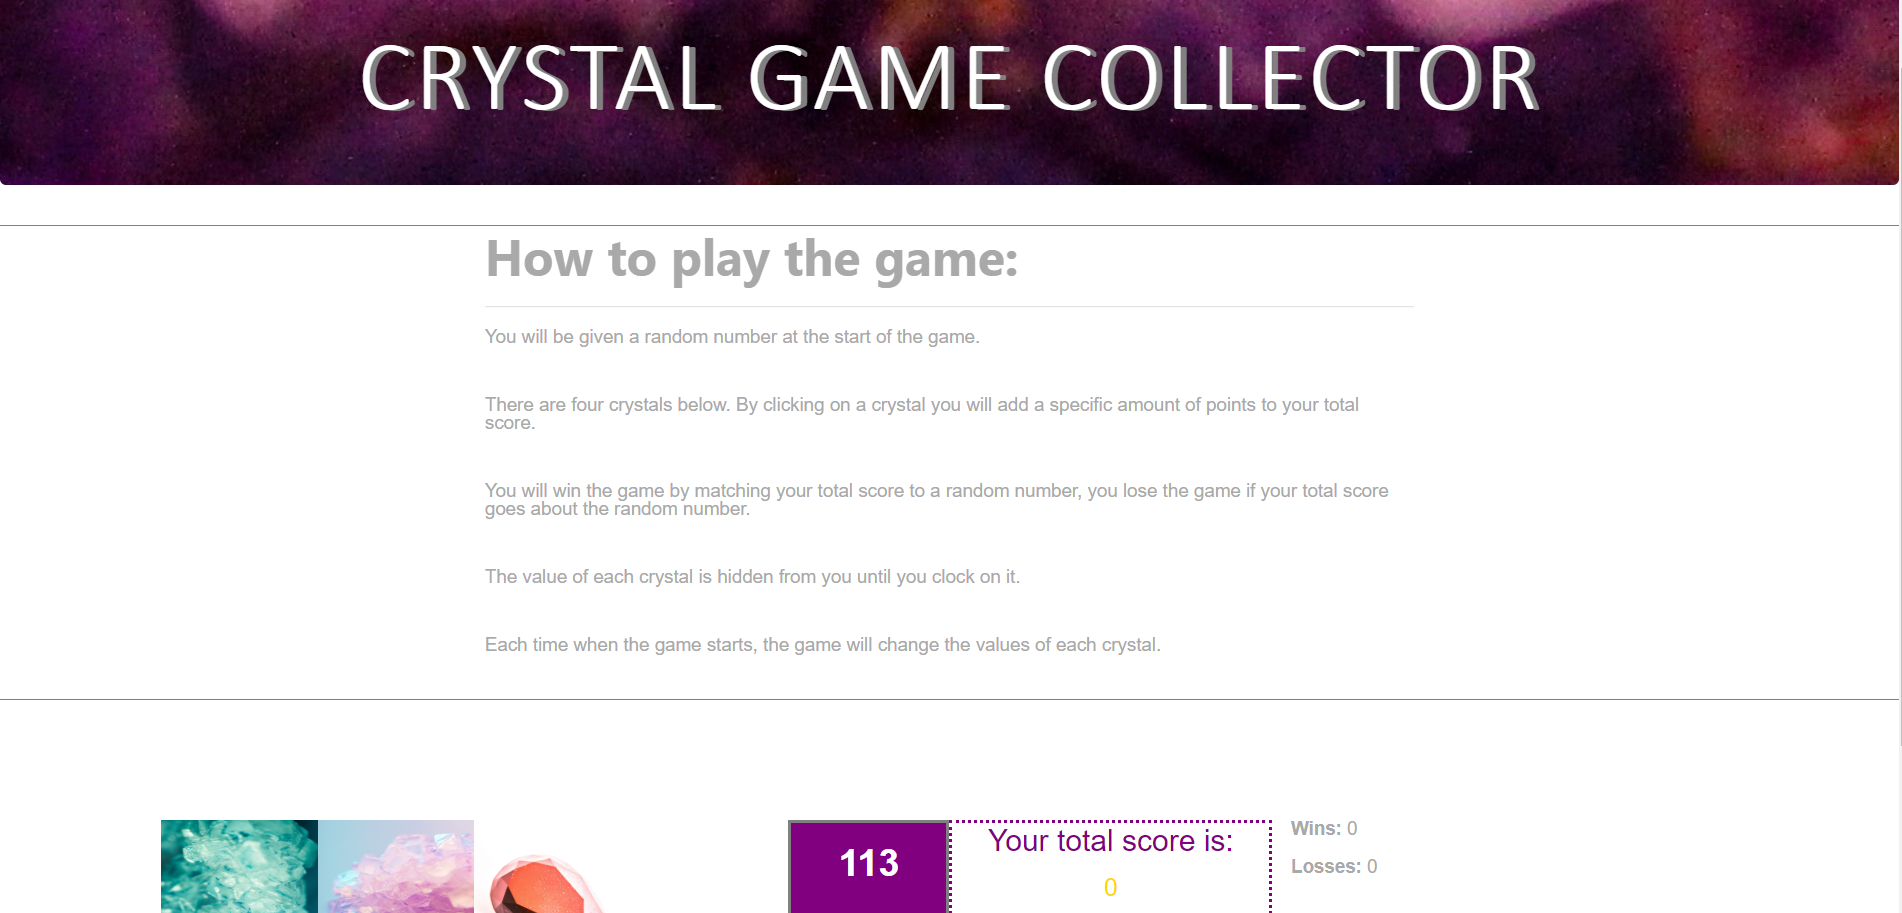 CRYSTAL GAME COLLECTOR
How to play the game:
You will be given a random number at the start of the game.
There are four crystals below. By clicking on a crystal you will add a specific amount of points to your total
score.
You will win the game by matching your total score to a random number, you lose the game if your total score
goes about the random number.
The value of each crystal is hidden from you until you clock on it.
Each time when the game starts, the game will change the values of each crystal.
113
Your total score is:
0
Wins: 0
Losses: 0